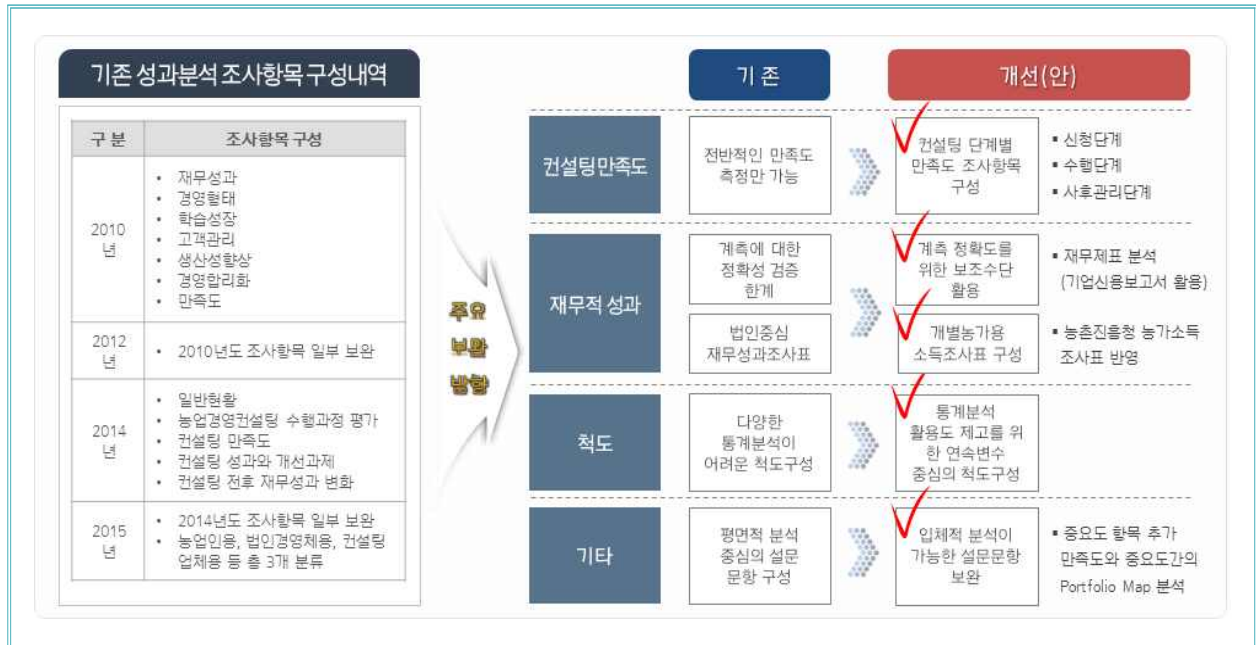 기존 성과분석 조사항목 구성내역
구 분 조사항목 구성
2010
년
• 재무성과
• 경영형태
• 학습성장
• 고객관리
• 생산성향상
• 경영합리화
• 만족도
2012
년
• 2010년도 조사항목 일부 보완
2014
년
• 일반현황
• 농업경영컨설팅 수행과정 평가
• 컨설팅 만족도
• 컨설팅 성과와 개선과제
• 컨설팅 전후 재무성과 변화
2015
년
• 2014년도 조사항목 일부 보완
• 농업인용, 법인경영체용, 컨설팅
업체용 등 총 3개 분류
주요
보완
방향
기 존
개선(안)
컨설팅만족도
전반적인 만족도
측정만 가능
컨설팅 단계별
만족도 조사항목
구성
▪ 신청단계
▪ 수행단계
▪ 사후관리단계
재무적 성과
계측에 대한
정확성 검증
한계
계측 정확도를
위한 보조수단
활용
▪ 재무제표 분석
(기업신용보고서 활용)
법인중심
재무성과조사표
개별농가용
소득조사표 구성
▪ 농촌진흥청 농가소득
조사표 반영
척도
다양한
통계분석이
어려운 척도구성
통계분석
활용도 제고를 위
한 연속변수
중심의 척도구성
기타
평면적 분석
중심의 설문
문항 구성
입체적 분석이
가능한 설문문항
보완
▪ 중요도 항목 추가
만족도와 중요도간의
Portfolio Map 분석